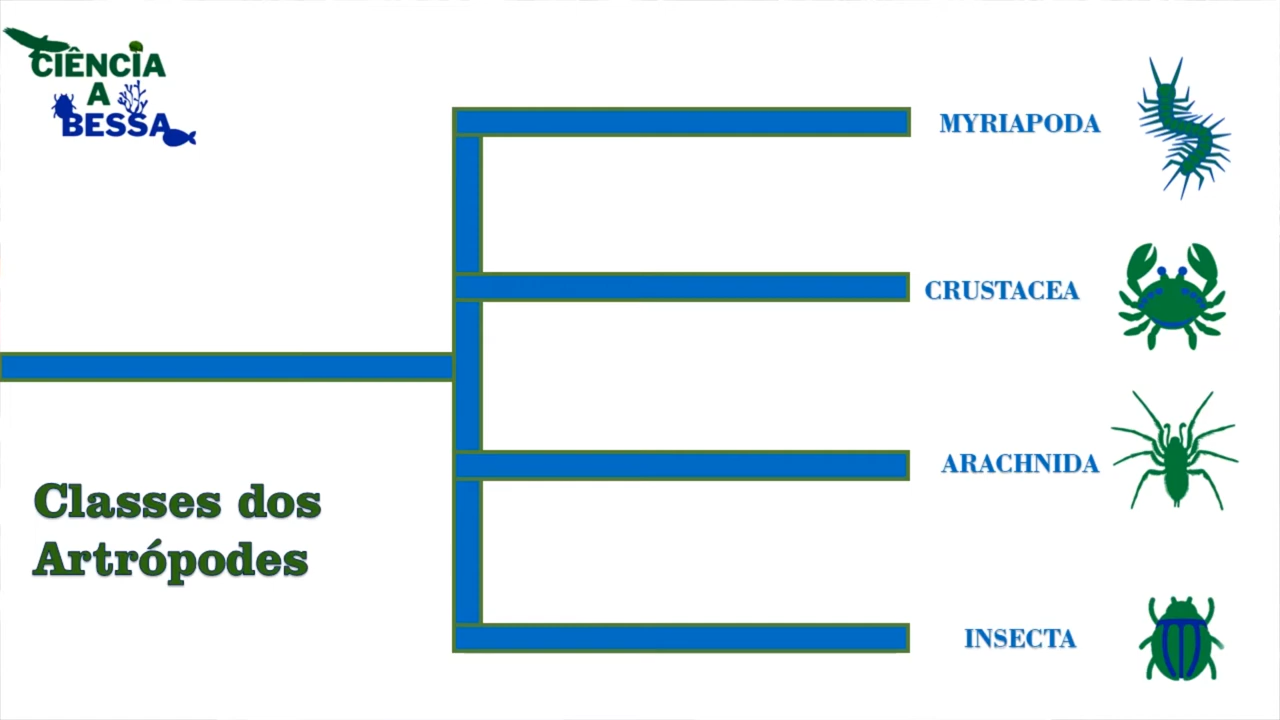 CIÊNCIA
A
BESSA
MYRIAPODA
CRUSTACEA
ARACHNIDA
Classes dos
Artrópodes
INSECTA